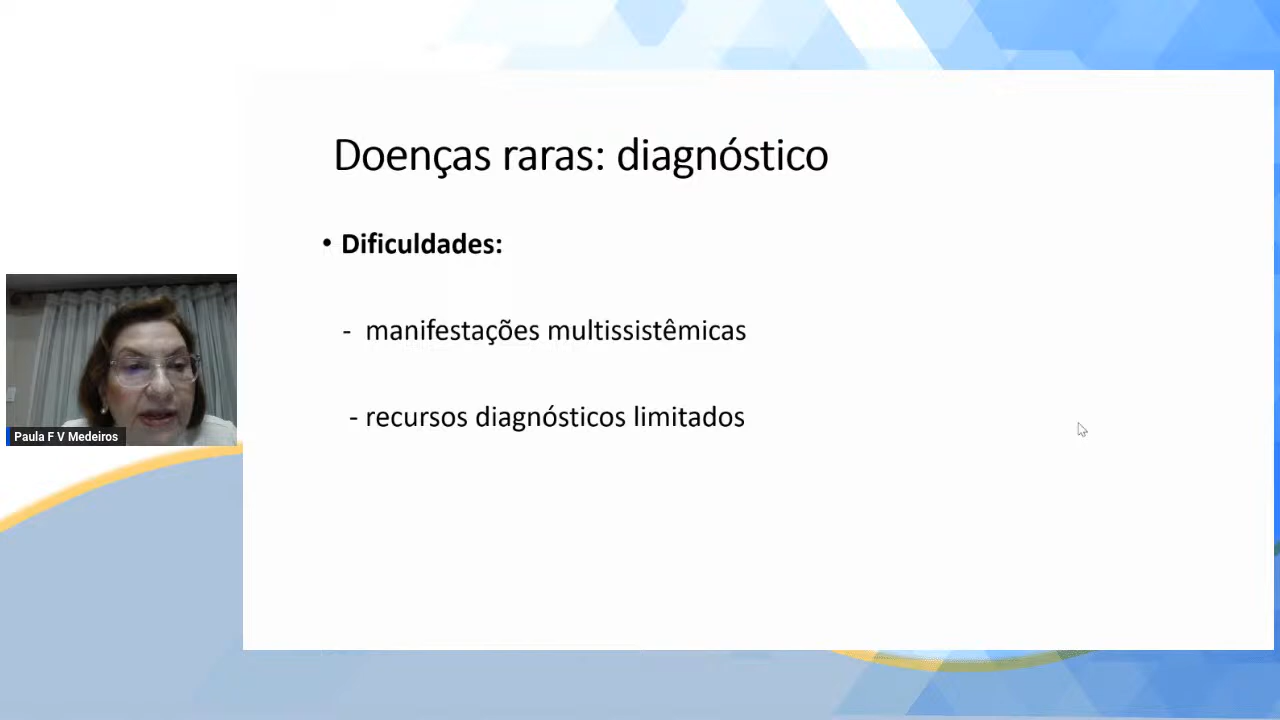 Doenças raras: diagnóstico
• Dificuldades:
- manifestações multissistêmicas
- recursos diagnósticos limitados
Paula F V Medeiros